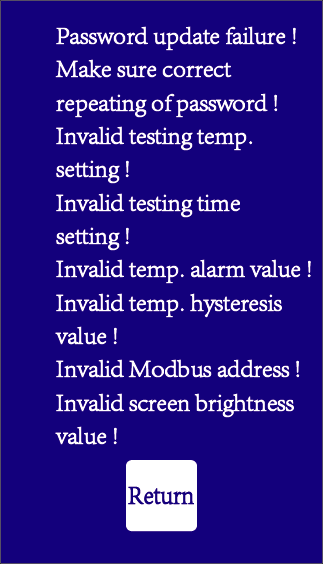 Password update failure !
Make sure correct
repeating of password !
Invalid testing temp.
setting !
Invalid testing time
setting !
Invalid temp. alarm value !
Invalid temp. hysteresis
value !
Invalid Modbus address !
Invalid screen brightness
value !
Return